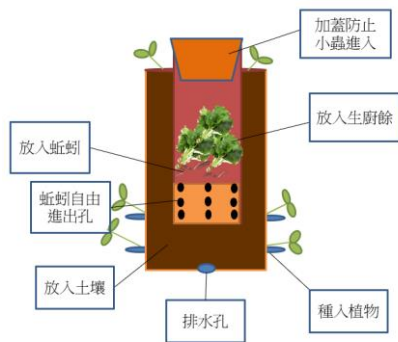 加蓋防止
小蟲進入
放入蚯蚓
放入生廚餘
蚯蚓自由
進出孔
放入土壤
排水孔
種入植物